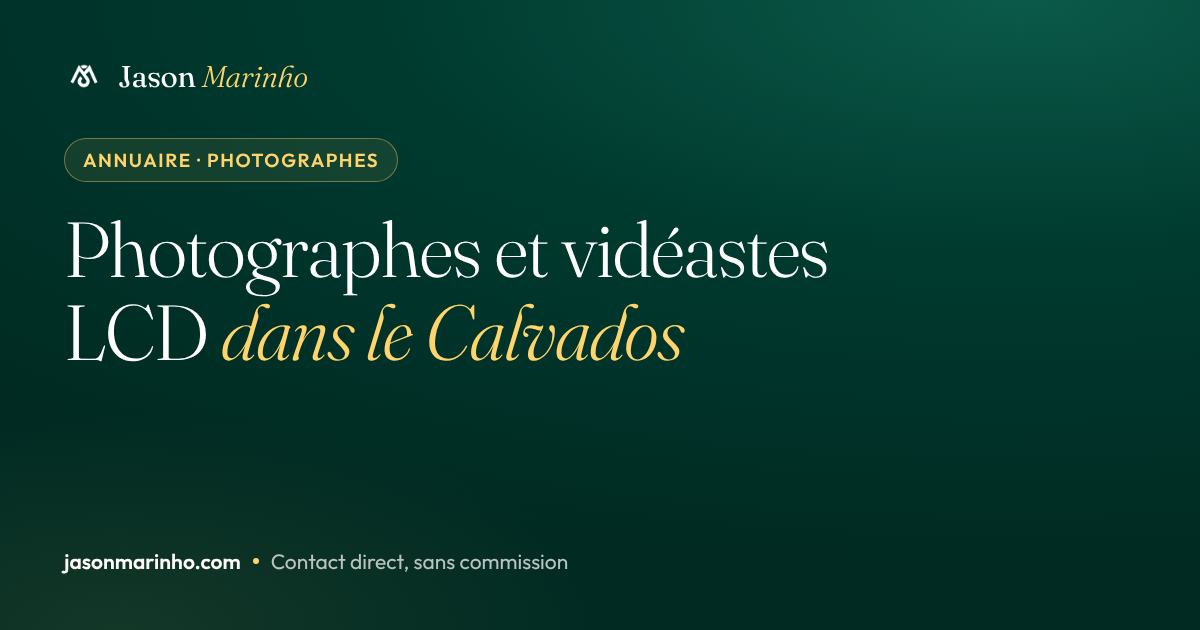 Jason Marinho
ANNUAIRE · PHOTOGRAPHES
Photographes et vidéastes
LCD dans le Calvados
jasonmarinho.com • Contact direct, sans commission